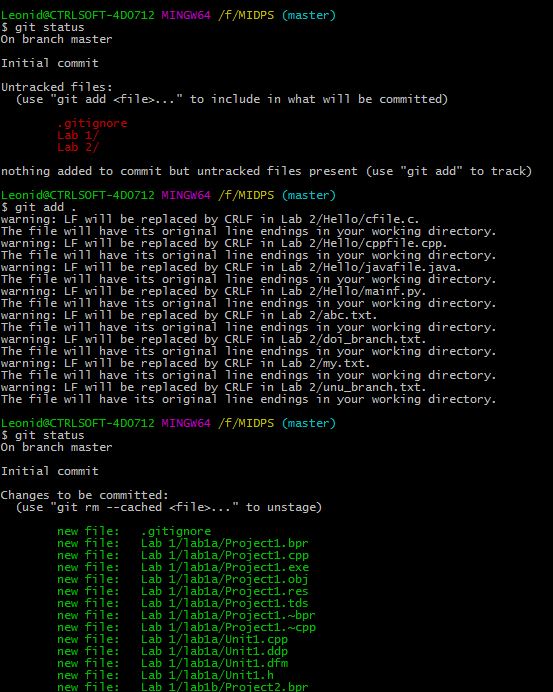 Leonid@CTRLSOFT-4D0712 MINGW64 /f/MIDPS (master)
$ git status
On branch master
Initial commit
Untracked files:
  (use "git add <file>..." to include in what will be committed)
        .gitignore
        Lab 1/
        Lab 2/
nothing added to commit but untracked files present (use "git add" to track)
Leonid@CTRLSOFT-4D0712 MINGW64 /f/MIDPS (master)
$ git add .
warning: LF will be replaced by CRLF in Lab 2/Hello/cfile.c.
The file will have its original line endings in your working directory.
warning: LF will be replaced by CRLF in Lab 2/Hello/cppfile.cpp.
The file will have its original line endings in your working directory.
warning: LF will be replaced by CRLF in Lab 2/Hello/javafile.java.
The file will have its original line endings in your working directory.
warning: LF will be replaced by CRLF in Lab 2/Hello/mainf.py.
The file will have its original line endings in your working directory.
warning: LF will be replaced by CRLF in Lab 2/abc.txt.
The file will have its original line endings in your working directory.
warning: LF will be replaced by CRLF in Lab 2/doi_branch.txt.
The file will have its original line endings in your working directory.
warning: LF will be replaced by CRLF in Lab 2/my.txt.
The file will have its original line endings in your working directory.
warning: LF will be replaced by CRLF in Lab 2/unu_branch.txt.
The file will have its original line endings in your working directory.
Leonid@CTRLSOFT-4D0712 MINGW64 /f/MIDPS (master)
$ git status
On branch master
Initial commit
Changes to be committed:
  (use "git rm --cached <file>..." to unstage)
        new file:   .gitignore
        new file:   Lab 1/lab1a/Project1.bpr
        new file:   Lab 1/lab1a/Project1.cpp
        new file:   Lab 1/lab1a/Project1.exe
        new file:   Lab 1/lab1a/Project1.obj
        new file:   Lab 1/lab1a/Project1.res
        new file:   Lab 1/lab1a/Project1.tds
        new file:   Lab 1/lab1a/Project1.~bpr
        new file:   Lab 1/lab1a/Project1.~cpp
        new file:   Lab 1/lab1a/Unit1.cpp
        new file:   Lab 1/lab1a/Unit1.ddp
        new file:   Lab 1/lab1a/Unit1.dfm
        new file:   Lab 1/lab1a/Unit1.h
        new file:   Lab 1/lab1b/Project2.bpr